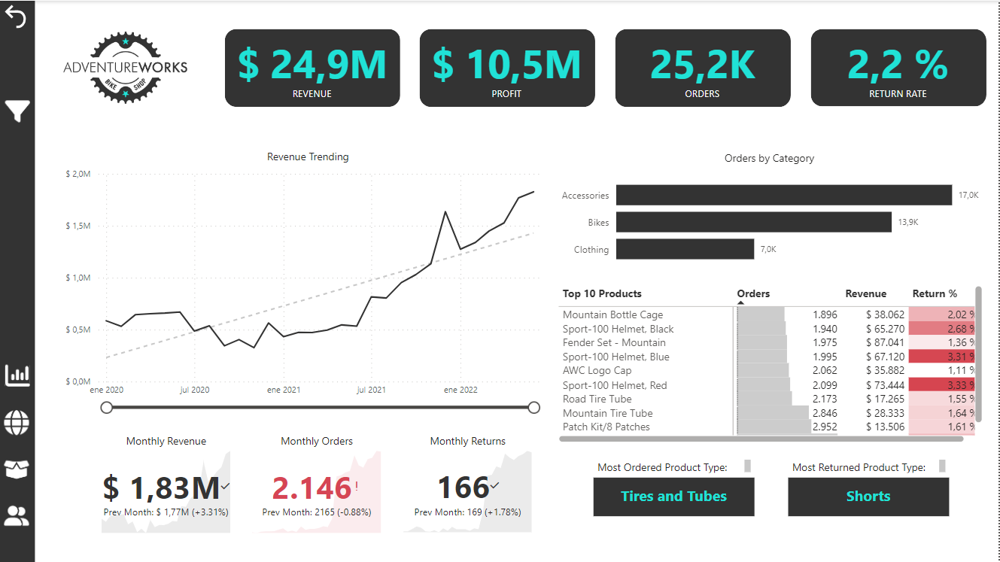 ADVENTUREWORKS
BIKE SHOP
$ 24,9M
REVENUE
$ 10,5M
PROFIT
25,2K
ORDERS
2,2 %
RETURN RATE
Revenue Trending
$ 2,0M
$ 1,5M
$ 1,0M
$ 0,5M
$ 0,0M
ene 2020 jul 2020 ene 2021 jul 2021 ene 2022
Orders by Category
Accessories 17,0K
Bikes 13,9K
Clothing 7,0K
Top 10 Products Orders Revenue Return %
Mountain Bottle Cage 1.896 $ 38.062 2,02 %
Sport-100 Helmet, Black 1.940 $ 65.270 2,68 %
Fender Set - Mountain 1.975 $ 87.041 1,36 %
Sport-100 Helmet, Blue 1.995 $ 67.120 3,31 %
AWC Logo Cap 2.062 $ 35.882 1,11 %
Sport-100 Helmet, Red 2.099 $ 73.444 3,33 %
Road Tire Tube 2.173 $ 17.265 1,55 %
Mountain Tire Tube 2.846 $ 28.333 1,64 %
Patch Kit/8 Patches 2.952 $ 13.506 1,61 %
Monthly Revenue
$ 1,83M
Prev Month: $ 1,77M (+3.31%)
Monthly Orders
2.146!
Prev Month: 2165 (-0.88%)
Monthly Returns
166
Prev Month: 169 (+1.78%)
Most Ordered Product Type:
Tires and Tubes
Most Returned Product Type:
Shorts